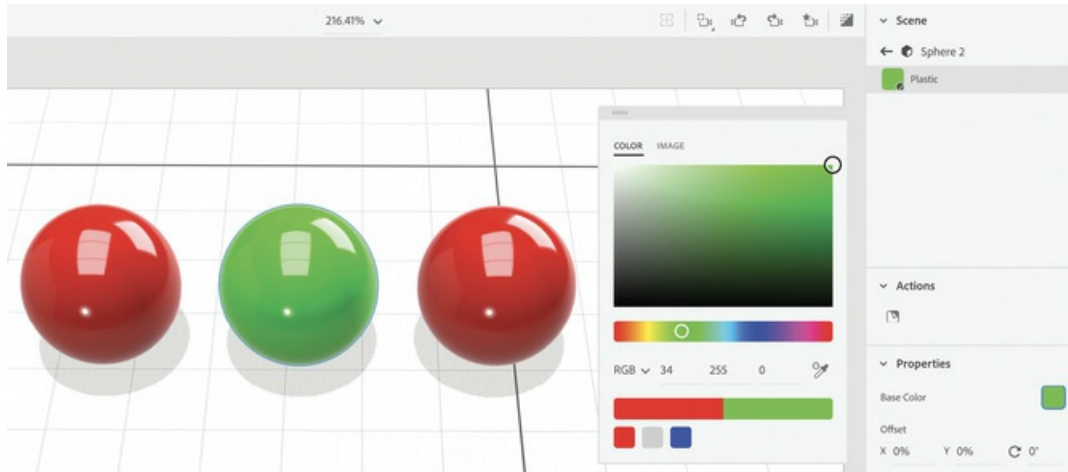 216.41%
Scene
Sphere 2
Plastic
COLOR IMAGE
RGB 34 255 0
Actions
Properties
Base Color
Offset
X 0% Y 0% 0°